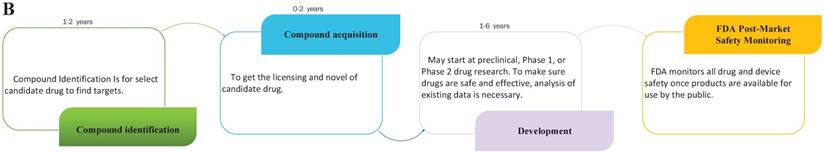 B
1-2 years
Compound Identification Is for select
candidate drug to find targets.
Compound identification
0-2 years
Compound acquisition
To get the licensing and novel of
candidate drug.
1-6 years
May start at preclinical, Phase 1, or
Phase 2 drug research. To make sure
drugs are safe and effective, analysis of
existing data is necessary.
Development
FDA Post-Market
Safety Monitoring
FDA monitors all drug and device
safety once products are available for
use by the public.